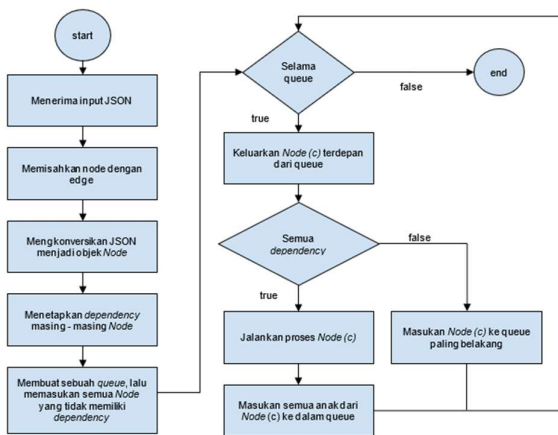 start
Menerima input JSON
Memisahkan node dengan
edge
Mengkonversikan JSON
menjadi objek Node
Menetapkan dependency
masing - masing Node
Membuat sebuah queue, lalu
memasukan semua Node
yang tidak memiliki
dependency
Selama
queue
false
end
true
Keluarkan Node (c) terdepan
dari queue
Semua
dependency
false
true
Jalankan proses Node (c)
Masukan Node (c) ke queue
paling belakang
Masukan semua anak dari
Node (c) ke dalam queue